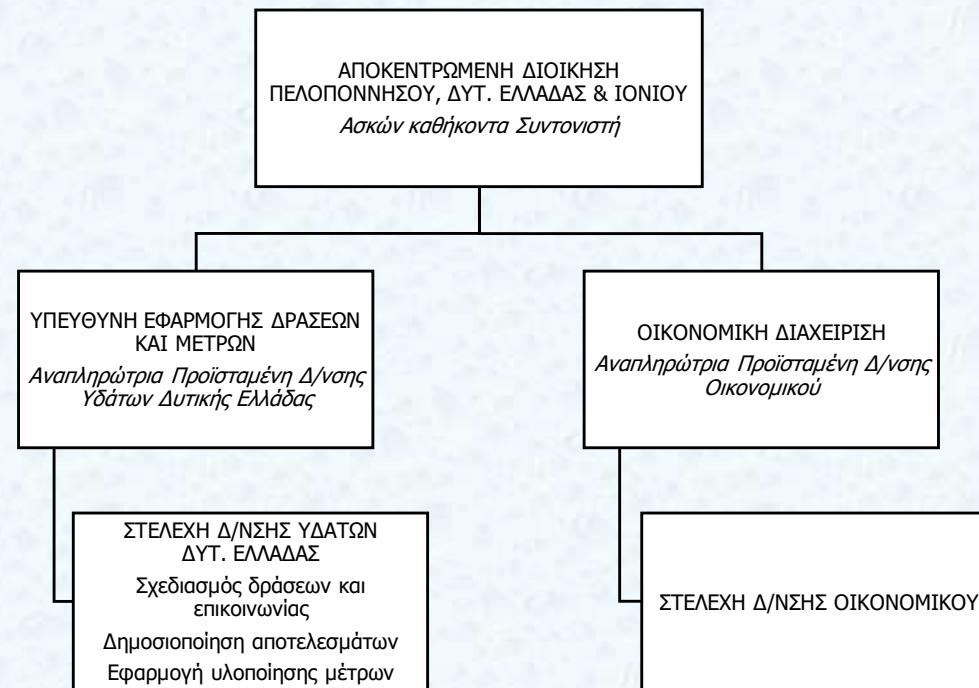 ΑΠΟΚΕΝΤΡΩΜΕΝΗ ΔΙΟΙΚΗΣΗ
ΠΕΛΟΠΟΝΝΗΣΟΥ, ΔΥΤ. ΕΛΛΑΔΑΣ & ΙΟΝΙΟΥ
Ασκών καθήκοντα Συντονιστή
ΥΠΕΥΘΥΝΗ ΕΦΑΡΜΟΓΗΣ ΔΡΑΣΕΩΝ
ΚΑΙ ΜΕΤΡΩΝ
Αναπληρώτρια Προϊσταμένη Δ/νσης
Υδάτων Δυτικής Ελλάδας
ΟΙΚΟΝΟΜΙΚΗ ΔΙΑΧΕΙΡΙΣΗ
Αναπληρώτρια Προϊσταμένη Δ/νσης
Οικονομικού
ΣΤΕΛΕΧΗ Δ/ΝΣΗΣ ΥΔΑΤΩΝ
ΔΥΤ. ΕΛΛΑΔΑΣ
Σχεδιασμός δράσεων και
επικοινωνίας
Δημοσιοποίηση αποτελεσμάτων
Εφαρμογή υλοποίησης μέτρων
ΣΤΕΛΕΧΗ Δ/ΝΣΗΣ ΟΙΚΟΝΟΜΙΚΟΥ